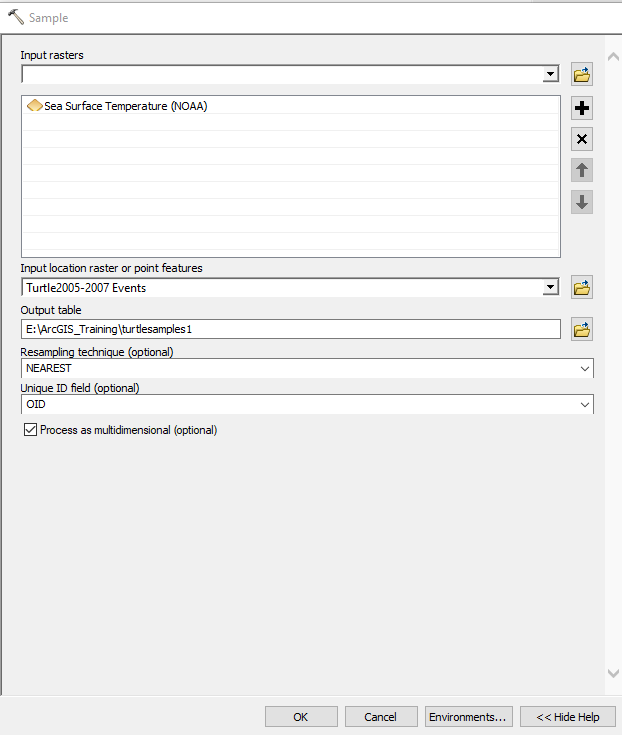 Sample
Input rasters
Sea Surface Temperature (NOAA)
Input location raster or point features
Turtle2005-2007 Events
Output table
E:\ArcGIS_Training\turtlesamples1
Resampling technique (optional)
NEAREST
Unique ID field (optional)
OID
Process as multidimensional (optional)
OK Cancel Environments... << Hide Help